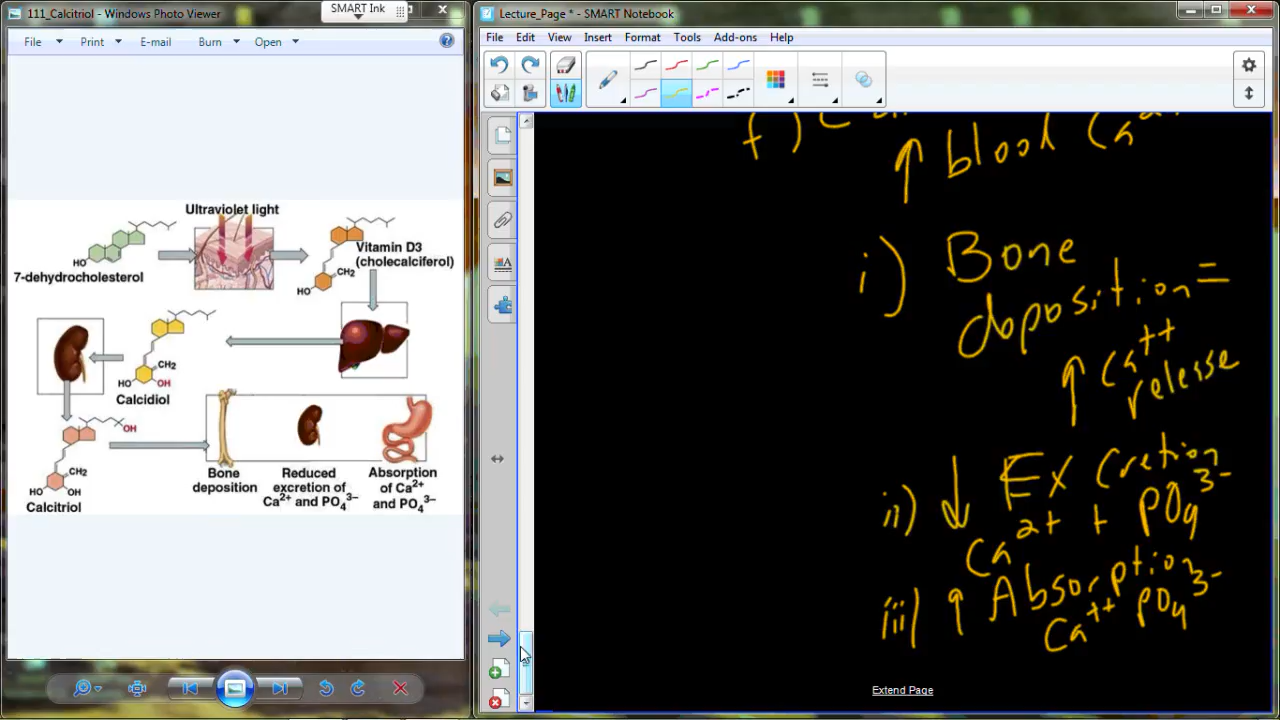 111_Calcitriol - Windows Photo Viewer
SMART Ink
File Print E-mail Burn Open
Ultraviolet light
HO
7-dehydrocholesterol
CH2
HO
Vitamin D3
(cholecalciferol)
CH2
HO OH
Calcidiol
OH
CH2
HO OH
Calcitriol
Bone
deposition
Reduced
excretion of
Ca2+ and PO43–
Absorption
of Ca2+
and PO43–
Lecture_Page * - SMART Notebook
File Edit View Insert Format Tools Add-ons Help
f)
↑ blood Ca
i) Bone
deposition =
↑ Ca++
relesse
ii) ↓ Excretion
Ca2+ + PO43-
iii) ↑ Absorption
Ca++ PO43-
Extend Page